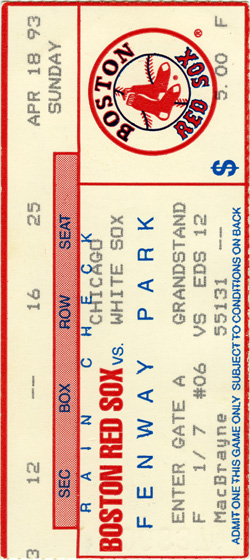 3 12 -- 16 25 APR 18 93
SUNDAY
SEC BOX ROW SEAT
RAIN CHECK
CHICAGO
BOSTON RED SOX VS. WHITE SOX
FENWAY PARK
ENTER GATE A GRANDSTAND
F 1/ 7 #06 VS EDS 12
MacBrayne 55131 --
ADMIT ONE THIS GAME ONLY SUBJECT TO CONDITIONS ON BACK
BOSTON
RED SOX
®
$ 5.00 F